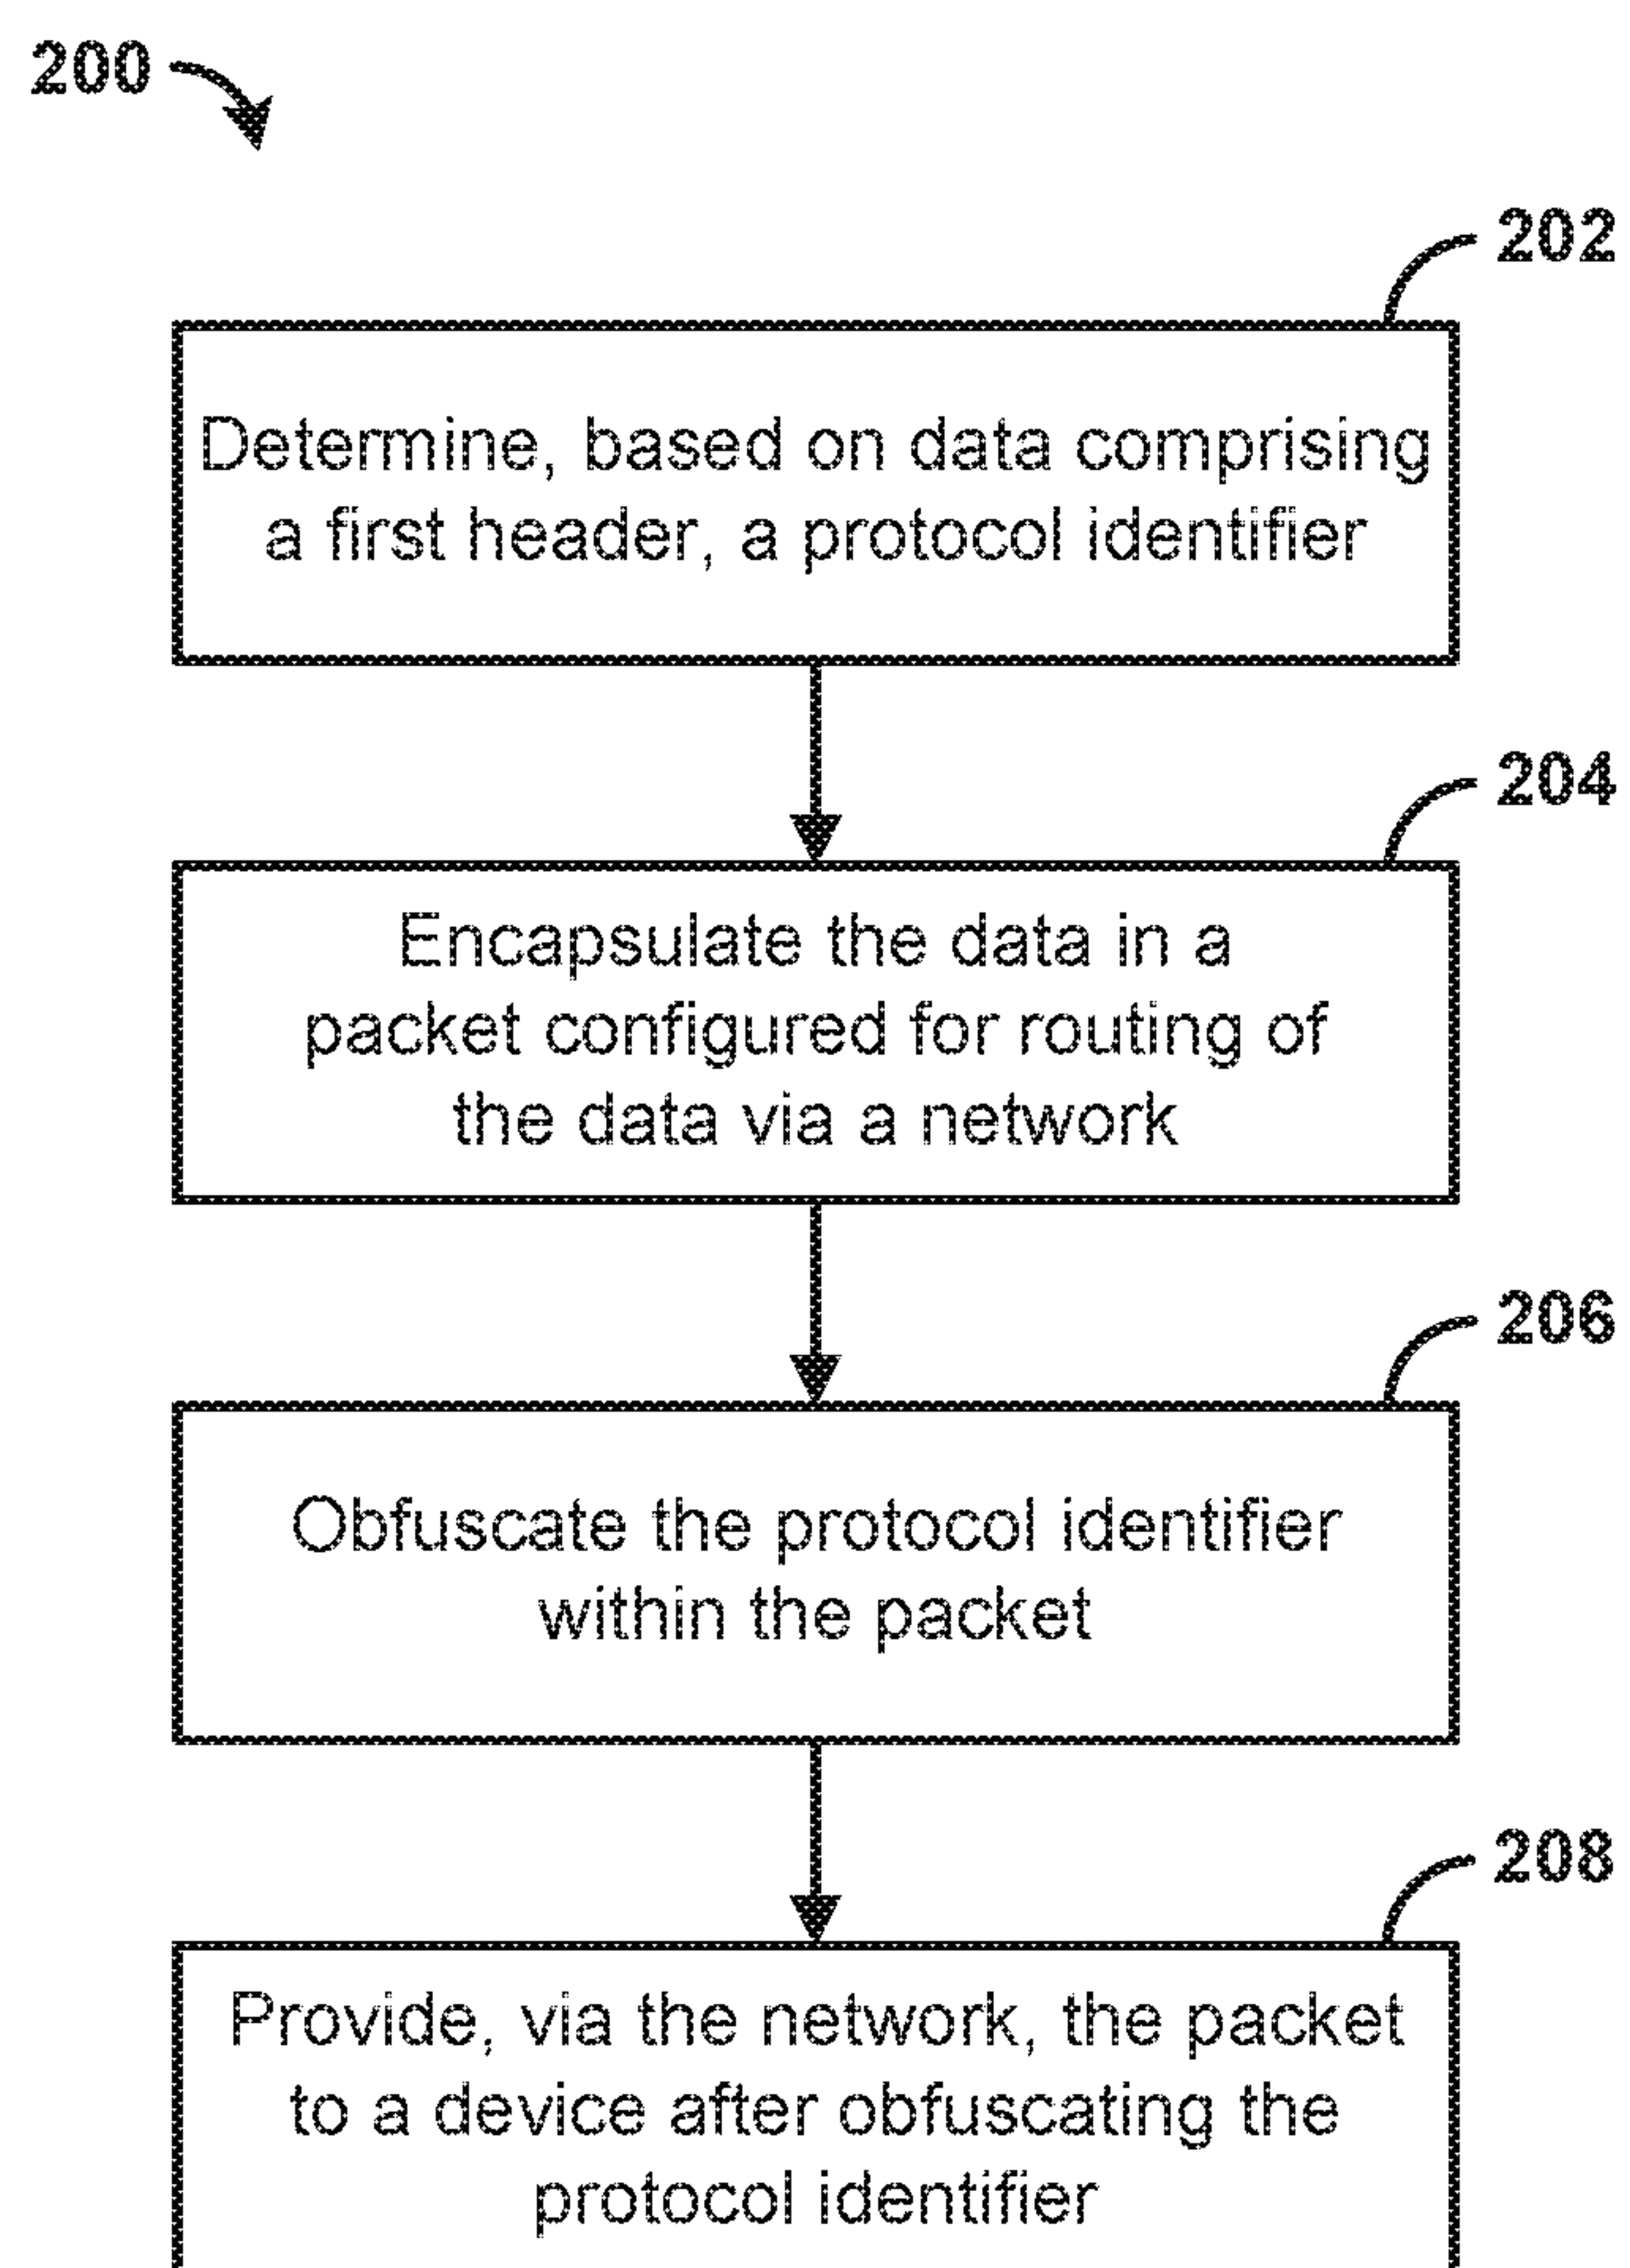 200
202
Determine, based on data comprising
a first header, a protocol identifier
204
Encapsulate the data in a
packet configured for routing of
the data via a network
206
Obfuscate the protocol identifier
within the packet
208
Provide, via the network, the packet
to a device after obfuscating the
protocol identifier